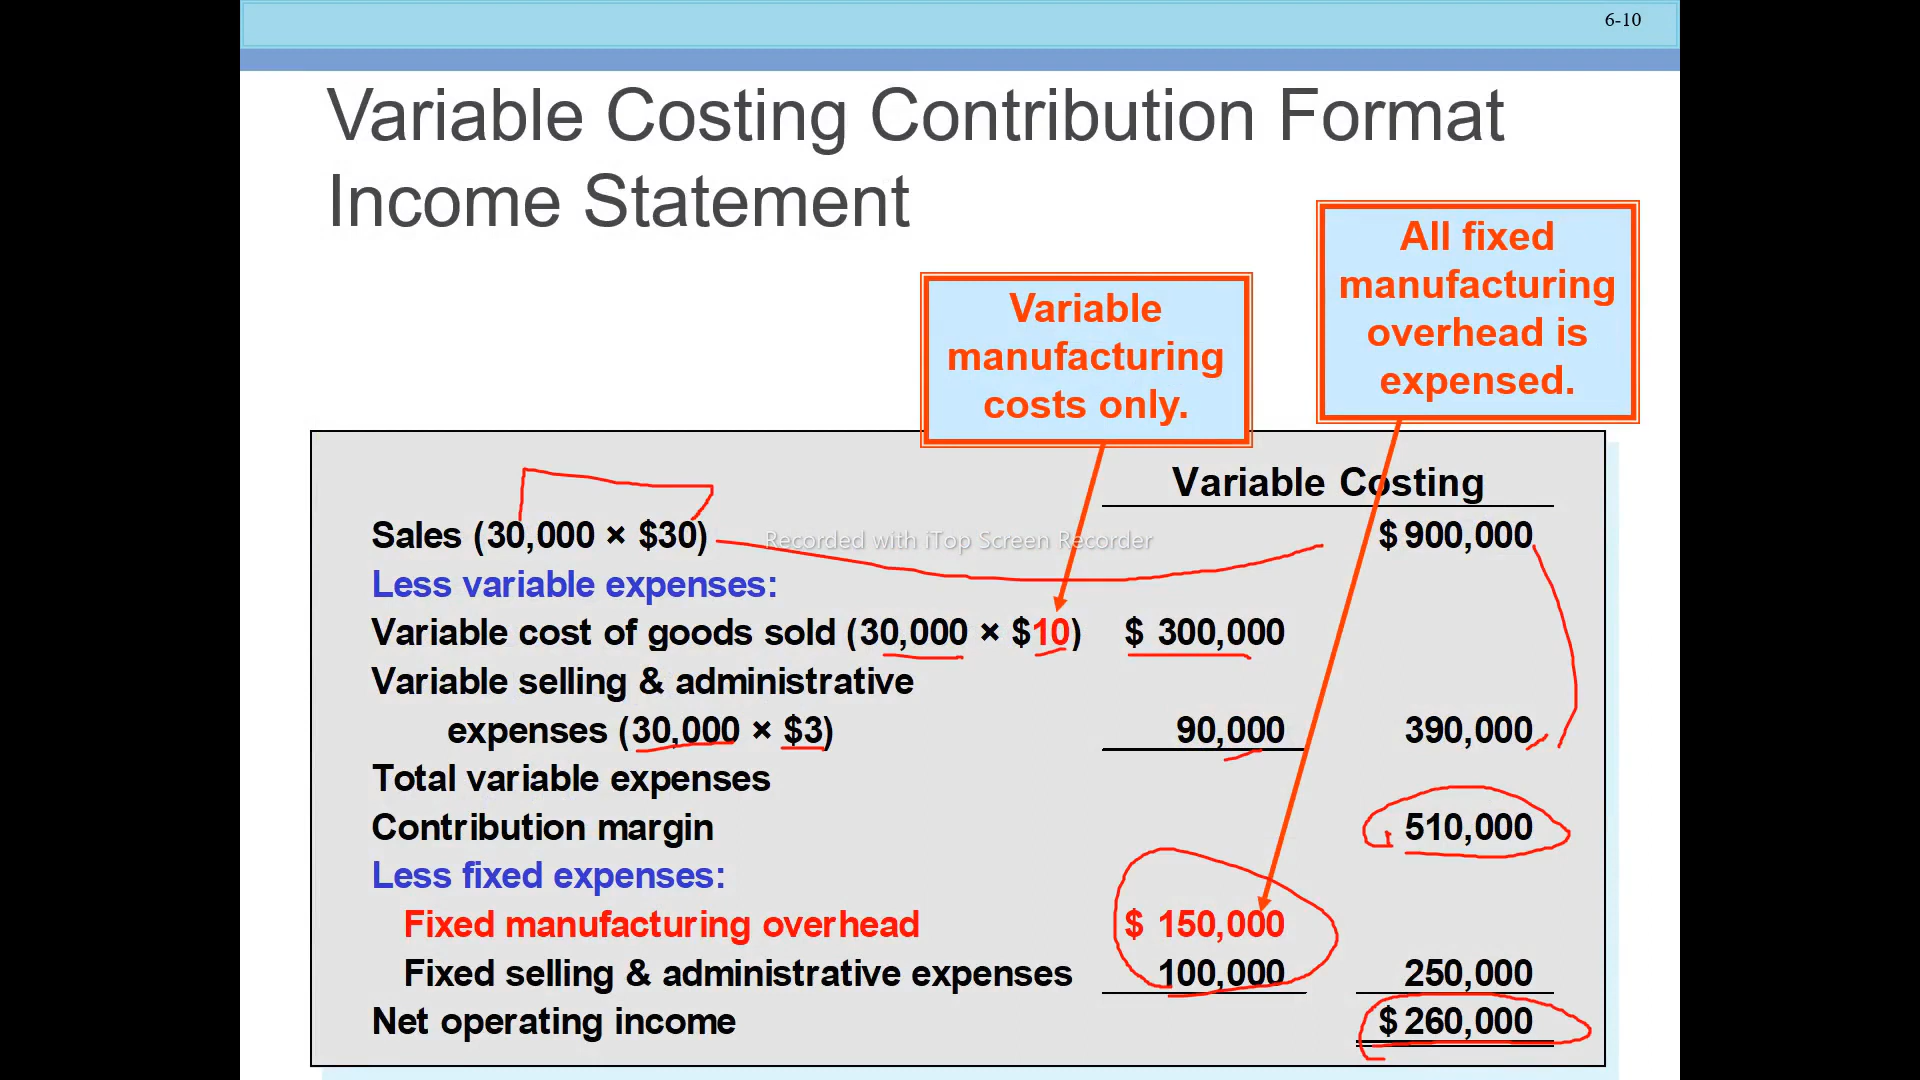 6-10
Variable Costing Contribution Format
Income Statement
All fixed
manufacturing
overhead is
expensed.
Variable
manufacturing
costs only.
Variable Costing
Sales (30,000 × $30) $ 900,000
Recorded with iTop Screen Recorder
Less variable expenses:
Variable cost of goods sold (30,000 × $10) $ 300,000
Variable selling & administrative
expenses (30,000 × $3) 90,000 390,000
Total variable expenses
Contribution margin 510,000
Less fixed expenses:
Fixed manufacturing overhead $ 150,000
Fixed selling & administrative expenses 100,000 250,000
Net operating income $ 260,000